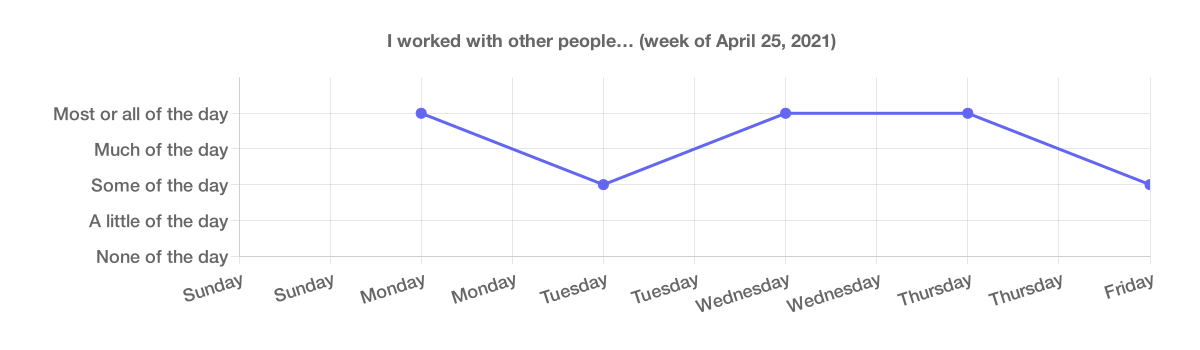 I worked with other people… (week of April 25, 2021)
Most or all of the day
Much of the day
Some of the day
A little of the day
None of the day
Sunday
Sunday
Monday
Monday
Tuesday
Tuesday
Wednesday
Wednesday
Thursday
Thursday
Friday